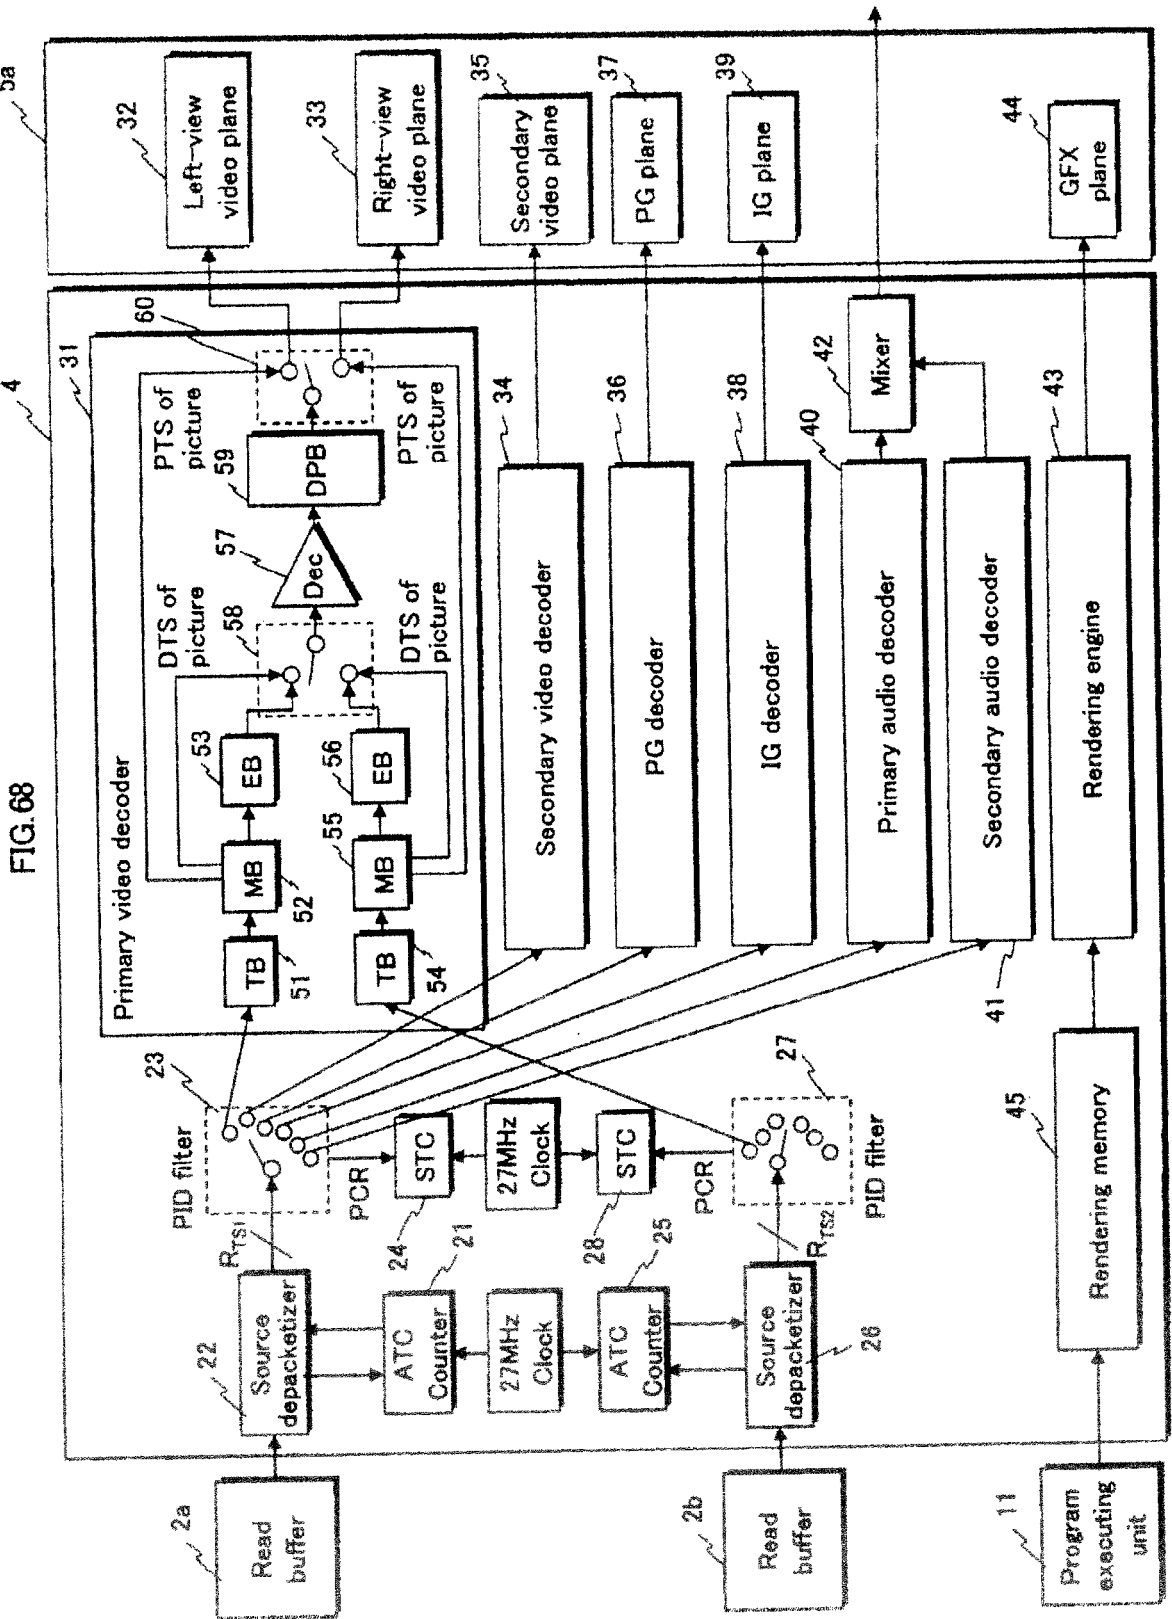 FIG.68
2a
Read
buffer
2b
Read
buffer
11
Program
executing
unit
4
22
Source
depacketizer
RTS1
21
ATC
Counter
27MHz
Clock
25
ATC
Counter
26
Source
depacketizer
RTS2
PID filter
23
PCR
24
STC
27MHz
Clock
28
STC
PCR
27
PID filter
45
Rendering memory
31
Primary video decoder
TB
51
MB
52
EB
53
TB
54
MB
55
EB
56
DTS of
picture
58
DTS of
picture
57
Dec
PTS of
picture
59
DPB
PTS of
picture
60
34
Secondary video decoder
36
PG decoder
38
IG decoder
40
Primary audio decoder
41
Secondary audio decoder
42
Mixer
43
Rendering engine
5a
32
Left-view
video plane
33
Right-view
video plane
35
Secondary
video plane
37
PG plane
39
IG plane
44
GFX
plane